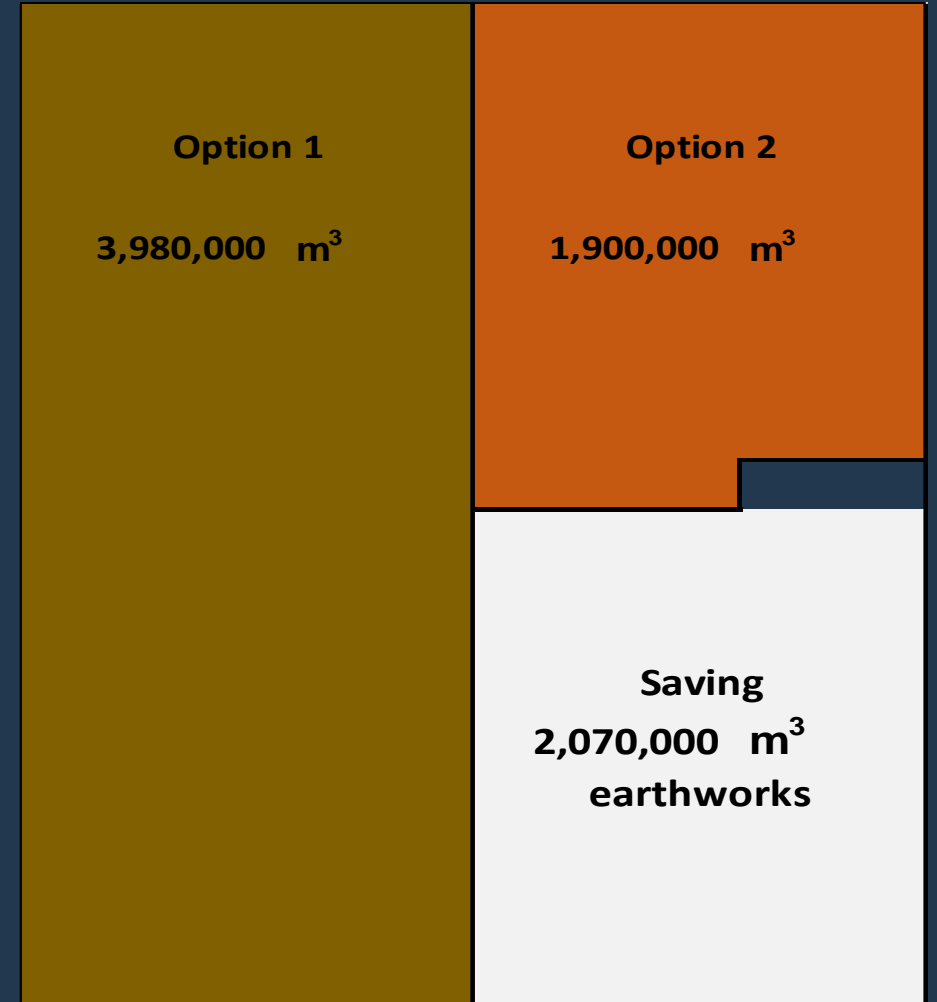 Option 1
3,980,000 m³
Option 2
1,900,000 m³
Saving
2,070,000 m³
earthworks